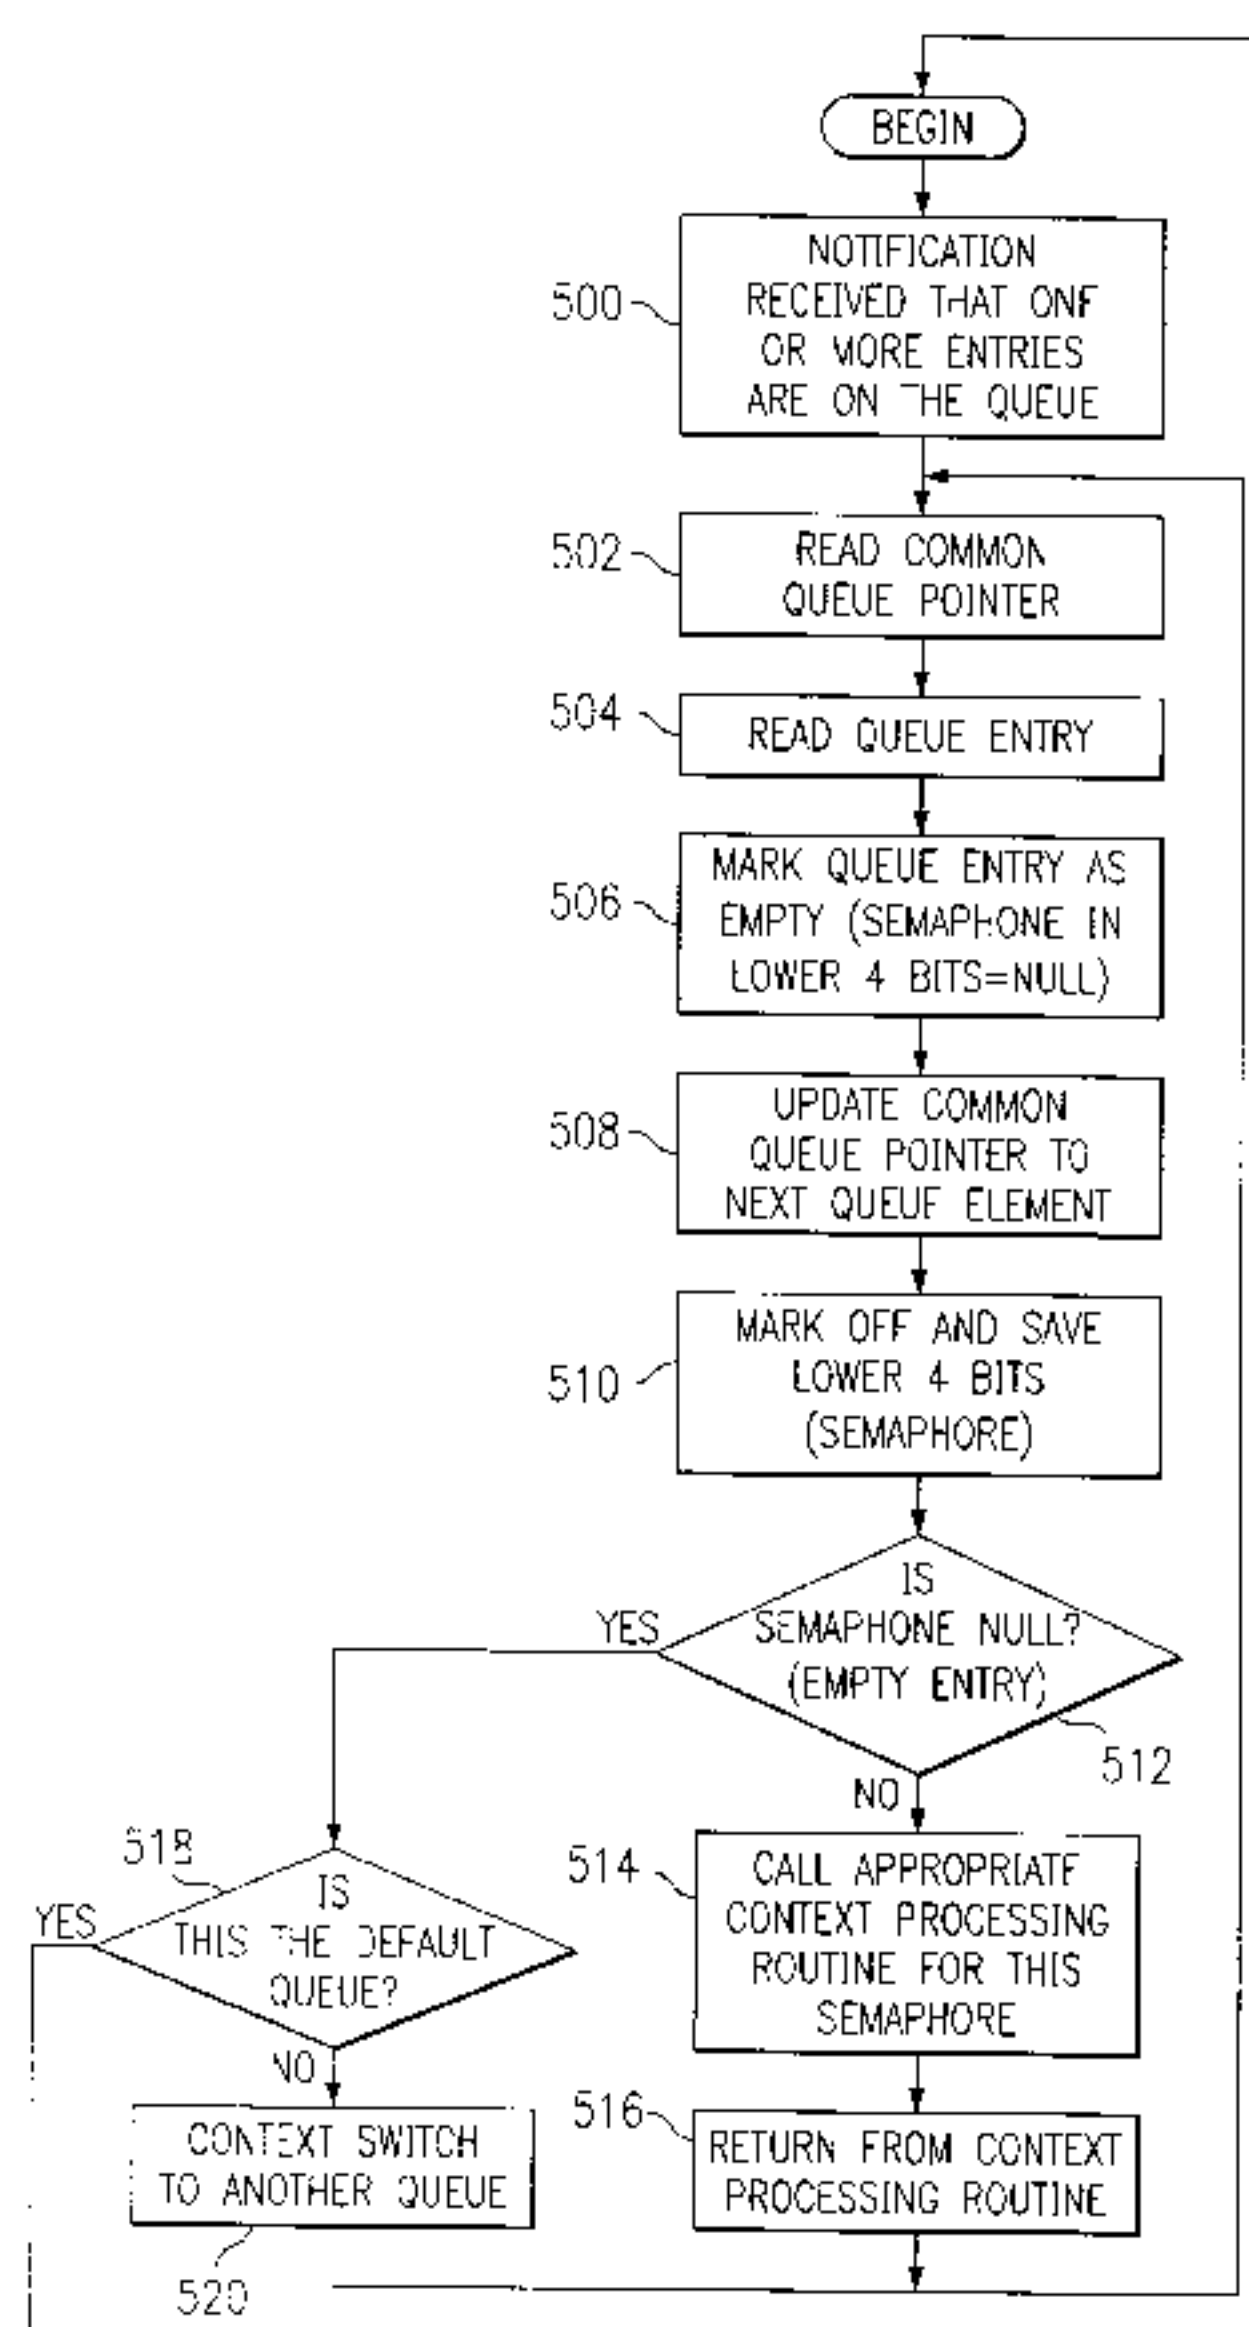 BEGIN
500
NOTIFICATION
RECEIVED THAT ONE
OR MORE ENTRIES
ARE ON THE QUEUE
502
READ COMMON
QUEUE POINTER
504
READ QUEUE ENTRY
506
MARK QUEUE ENTRY AS
EMPTY (SEMAPHONE IN
LOWER 4 BITS=NULL)
508
UPDATE COMMON
QUEUE POINTER TO
NEXT QUEUE ELEMENT
510
MARK OFF AND SAVE
LOWER 4 BITS
(SEMAPHORE)
IS
SEMAPHONE NULL?
(EMPTY ENTRY)
YES
512
NO
518
IS
THIS THE DEFAULT
QUEUE?
YES
NO
514
CALL APPROPRIATE
CONTEXT PROCESSING
ROUTINE FOR THIS
SEMAPHORE
516
RETURN FROM CONTEXT
PROCESSING ROUTINE
CONTEXT SWITCH
TO ANOTHER QUEUE
520